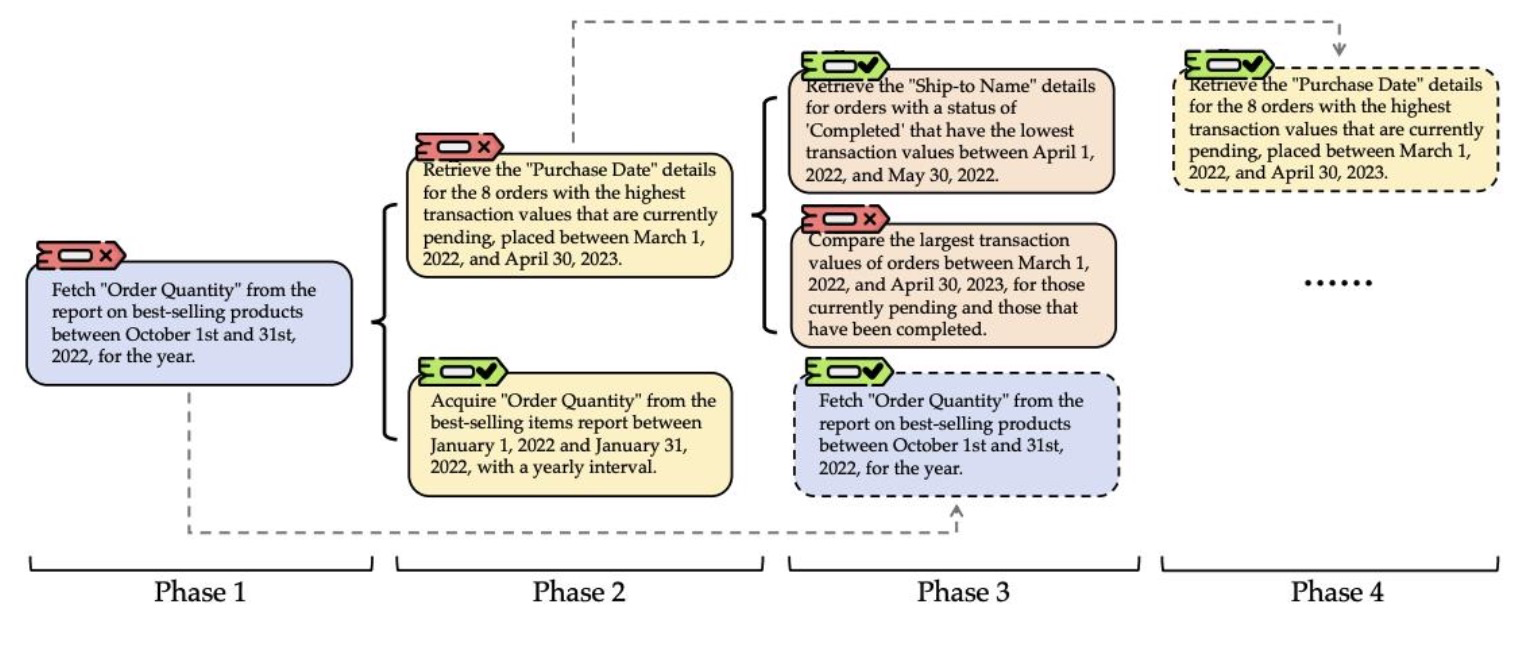 Fetch "Order Quantity" from the
report on best-selling products
between October 1st and 31st,
2022, for the year.
Retrieve the "Purchase Date" details
for the 8 orders with the highest
transaction values that are currently
pending, placed between March 1,
2022, and April 30, 2023.
Acquire "Order Quantity" from the
best-selling items report between
January 1, 2022 and January 31,
2022, with a yearly interval.
Retrieve the "Ship-to Name" details
for orders with a status of
'Completed' that have the lowest
transaction values between April 1,
2022, and May 30, 2022.
Compare the largest transaction
values of orders between March 1,
2022, and April 30, 2023, for those
currently pending and those that
have been completed.
Fetch "Order Quantity" from the
report on best-selling products
between October 1st and 31st,
2022, for the year.
Retrieve the "Purchase Date" details
for the 8 orders with the highest
transaction values that are currently
pending, placed between March 1,
2022, and April 30, 2023.
......
Phase 1
Phase 2
Phase 3
Phase 4